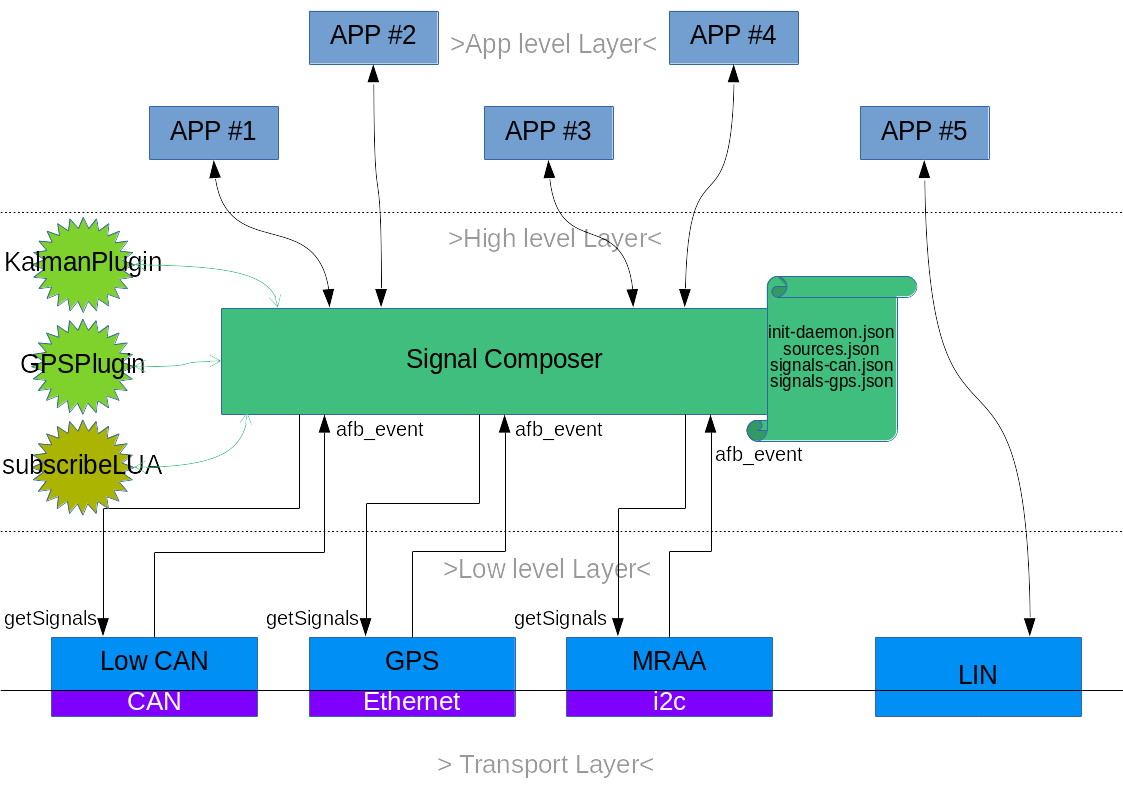 APP #2
>App level Layer<
APP #4
APP #1
APP #3
APP #5
>High level Layer<
KalmanPlugin
GPSPlugin
subscribeLUA
Signal Composer
init-daemon.json
sources.json
signals-can.json
signals-gps.json
afb_event
afb_event
afb_event
>Low level Layer<
getSignals
getSignals
getSignals
Low CAN
GPS
MRAA
LIN
CAN
Ethernet
i2c
> Transport Layer<